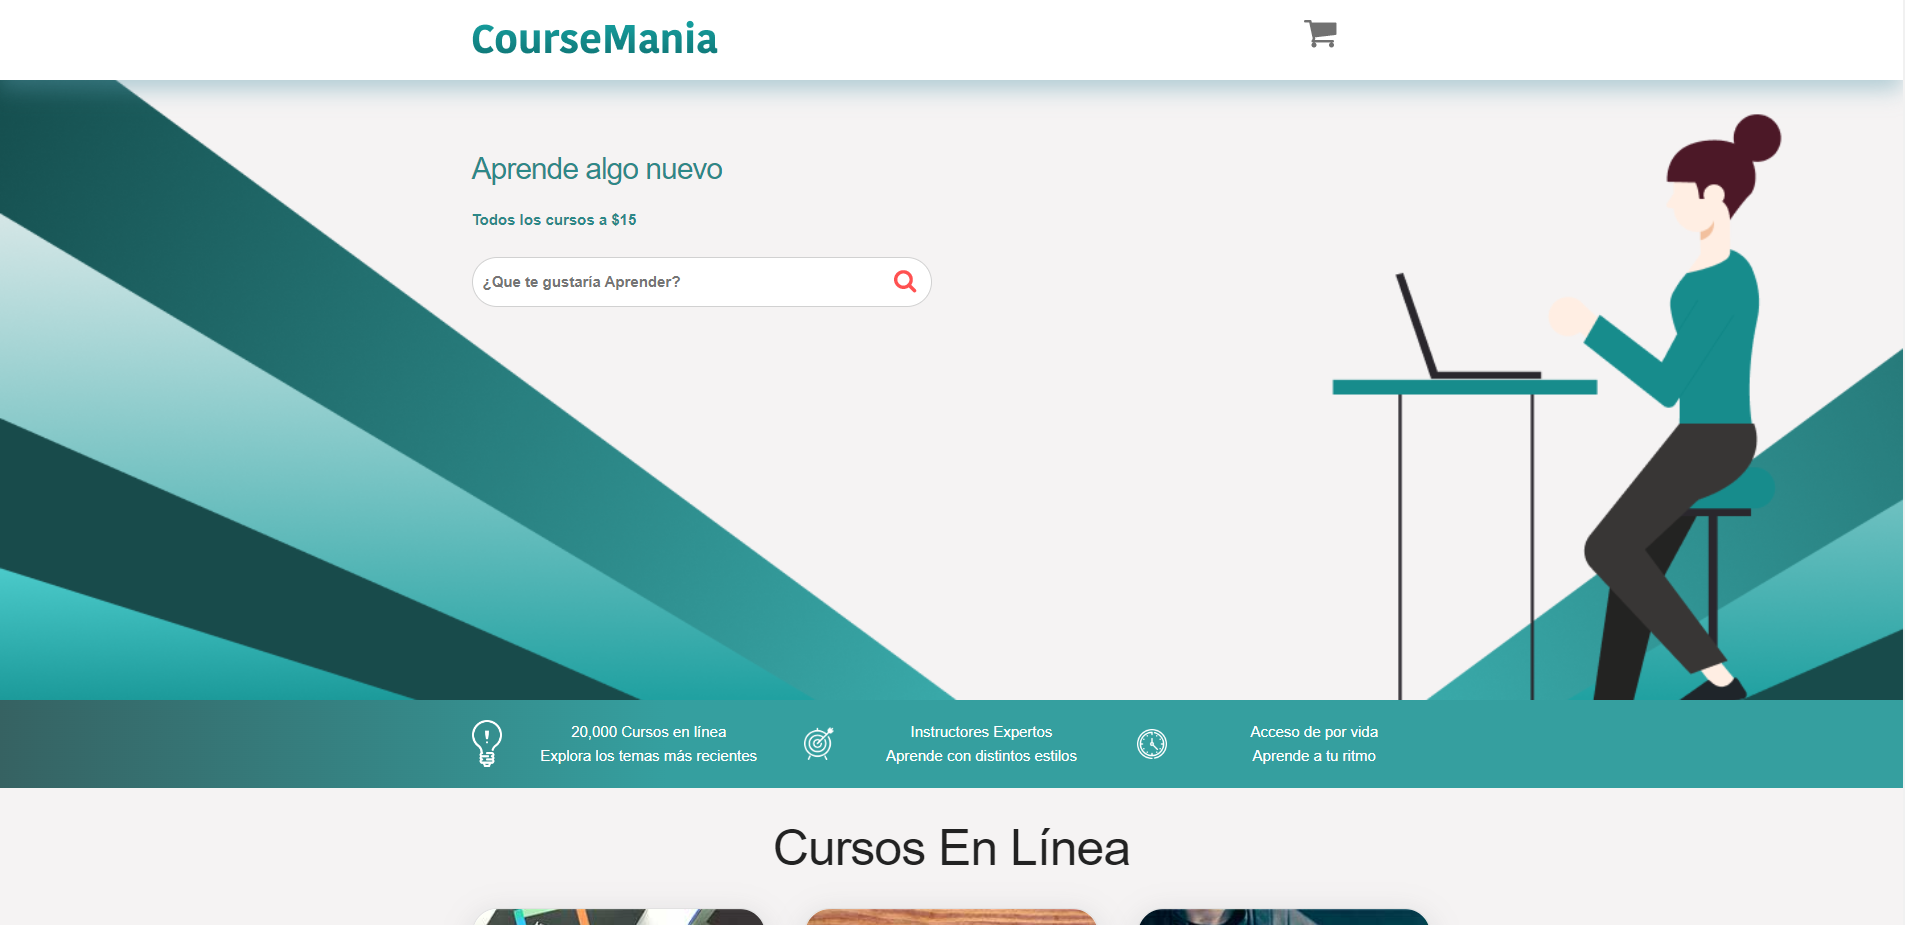 CourseMania
Aprende algo nuevo
Todos los cursos a $15
¿Que te gustaría Aprender?
20,000 Cursos en línea
Explora los temas más recientes
Instructores Expertos
Aprende con distintos estilos
Acceso de por vida
Aprende a tu ritmo
Cursos En Línea